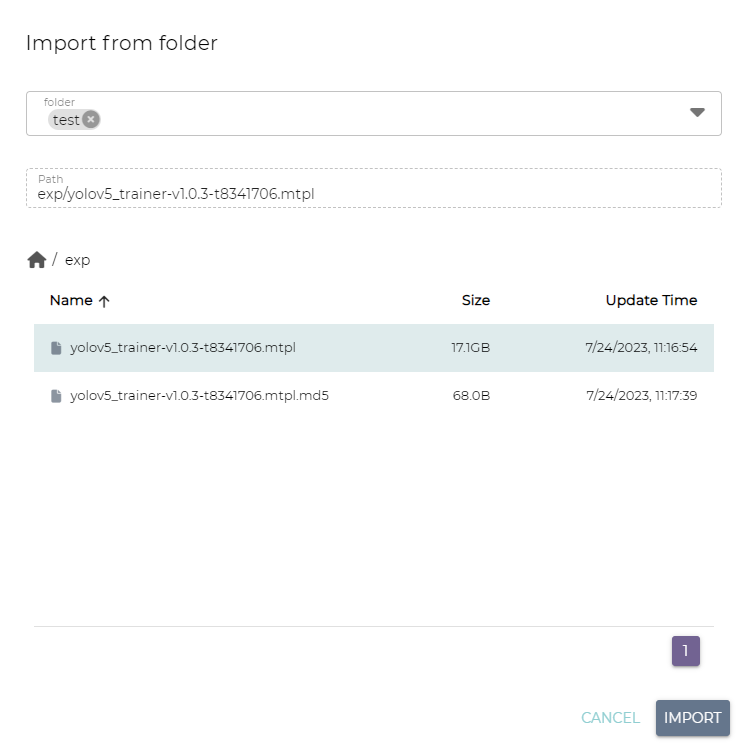 Import from folder
folder
test
Path
exp/yolov5_trainer-v1.0.3-t8341706.mtpl
/ exp
Name Size Update Time
yolov5_trainer-v1.0.3-t8341706.mtpl 17.1GB 7/24/2023, 11:16:54
yolov5_trainer-v1.0.3-t8341706.mtpl.md5 68.0B 7/24/2023, 11:17:39
1
CANCEL IMPORT